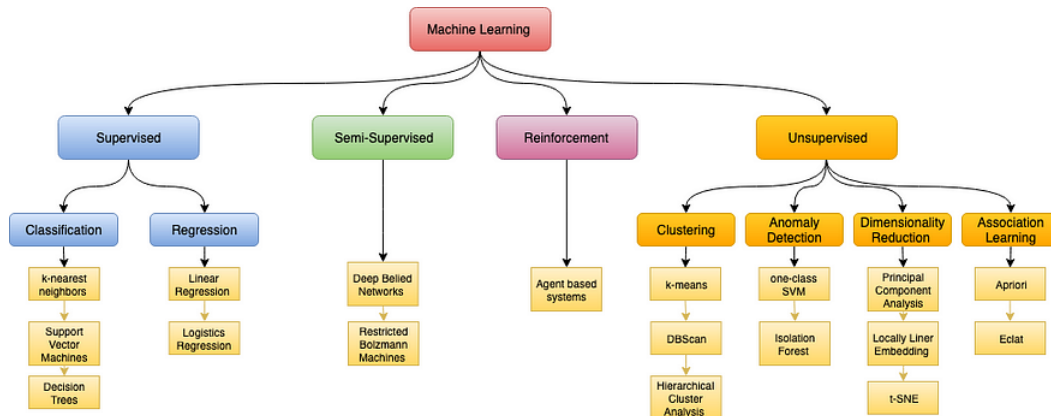 Machine Learning
Supervised
Semi-Supervised
Reinforcement
Unsupervised
Classification
Regression
Clustering
Anomaly
Detection
Dimensionality
Reduction
Association
Learning
k-nearest
neighbors
Linear
Regression
Deep Belied
Networks
Agent based
systems
k-means
one-class
SVM
Principal
Component
Analysis
Apriori
Support
Vector
Machines
Logistics
Regression
Restricted
Bolzmann
Machines
DBScan
Isolation
Forest
Locally Liner
Embedding
Eclat
Decision
Trees
Hierarchical
Cluster
Analysis
t-SNE